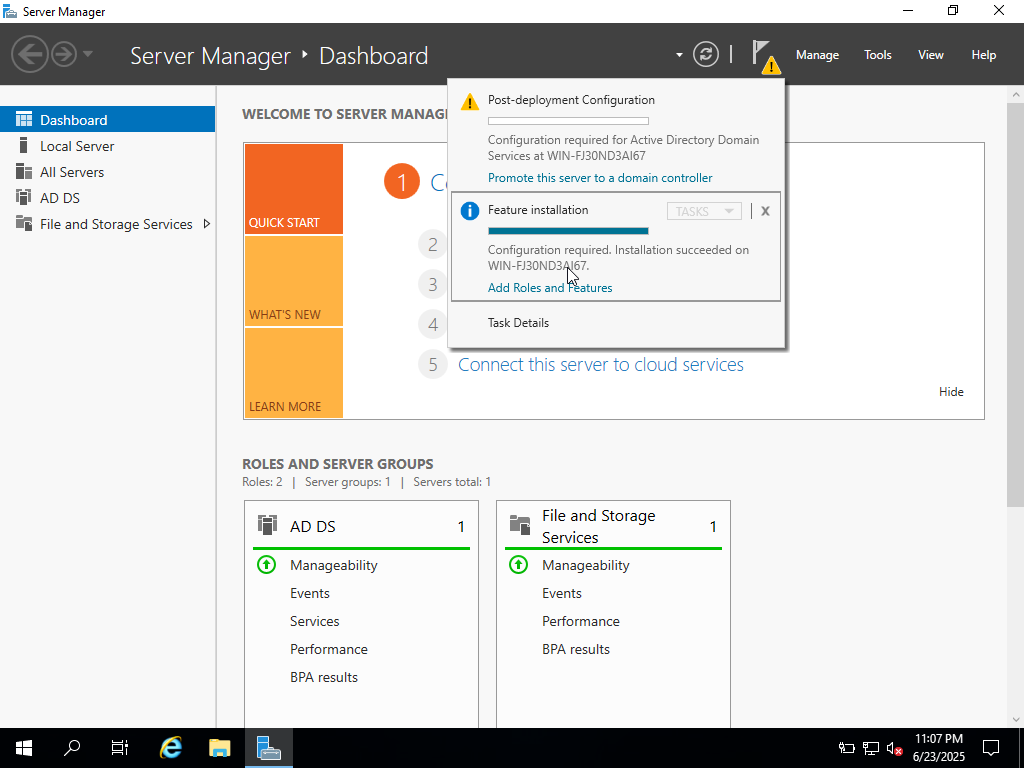 Server Manager
Server Manager ‣ Dashboard
Manage
Tools
View
Help
Dashboard
Local Server
All Servers
AD DS
File and Storage Services
WELCOME TO SERVER MANAG
QUICK START
WHAT'S NEW
LEARN MORE
1
2
3
4
5 Connect this server to cloud services
Hide
Post-deployment Configuration
Configuration required for Active Directory Domain
Services at WIN-FJ30ND3AI67
Promote this server to a domain controller
Feature installation
TASKS
X
Configuration required. Installation succeeded on
WIN-FJ30ND3AI67.
Add Roles and Features
Task Details
ROLES AND SERVER GROUPS
Roles: 2 | Server groups: 1 | Servers total: 1
AD DS 1
Manageability
Events
Services
Performance
BPA results
File and Storage
Services 1
Manageability
Events
Performance
BPA results
11:07 PM
6/23/2025